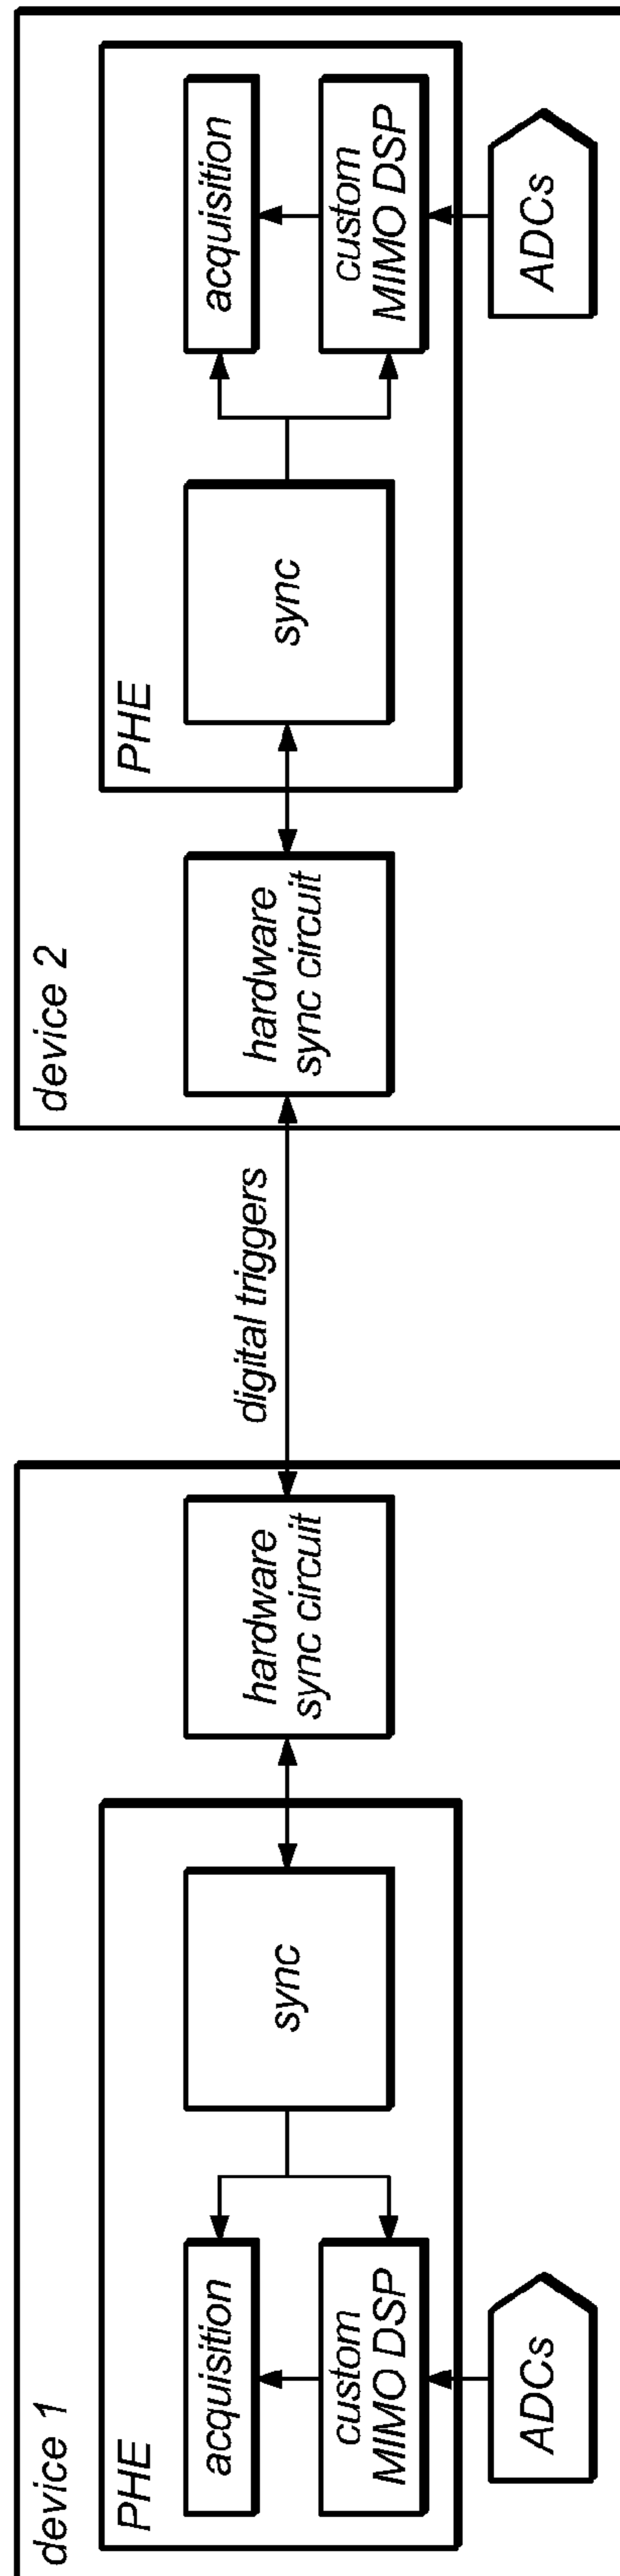 device 1
PHE
acquisition
custom
MIMO DSP
ADCs
sync
hardware
sync circuit
digital triggers
device 2
hardware
sync circuit
PHE
sync
acquisition
custom
MIMO DSP
ADCs